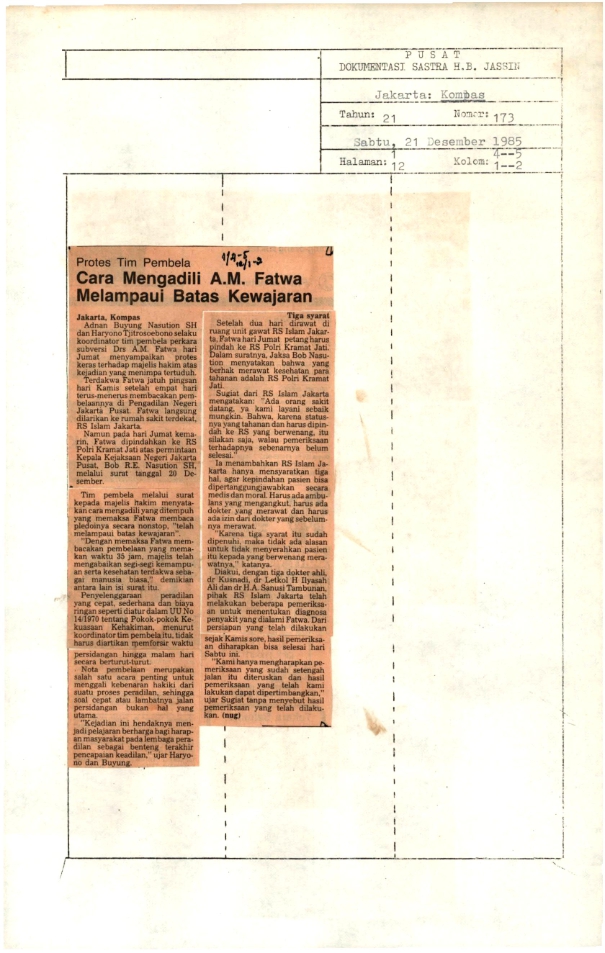 PUSAT
DOKUMENTASI SASTRA H.B. JASSIN
Jakarta: Kompas
Tahun: 21 Nomor: 173
Sabtu, 21 Desember 1985
Halaman: 12 Kolom: 4--5
1--2
Protes Tim Pembela
Cara Mengadili A.M. Fatwa
Melampaui Batas Kewajaran
Jakarta, Kompas
Adnan Buyung Nasution SH
dan Haryono Tjitrosoebono selaku
koordinator tim pembela perkara
subversi Drs A.M. Fatwa hari
Jumat menyampaikan protes
keras terhadap majelis hakim atas
kejadian yang menimpa tertuduh.
Terdakwa Fatwa jatuh pingsan
hari Kamis setelah empat hari
terus-menerus membacakan pem-
belaannya di Pengadilan Negeri
Jakarta Pusat. Fatwa langsung
dilarikan ke rumah sakit terdekat,
RS Islam Jakarta.
Namun pada hari Jumat kema-
rin, Fatwa dipindahkan ke RS
Polri Kramat Jati atas permintaan
Kepala Kejaksaan Negeri Jakarta
Pusat, Bob R.E. Nasution SH,
melalui surat tanggal 20 De-
sember.
Tim pembela melalui surat
kepada majelis hakim menyata-
kan cara mengadili yang ditempuh
yang memaksa Fatwa membaca
pledoinya secara nonstop, "telah
melampaui batas kewajaran".
"Dengan memaksa Fatwa mem-
bacakan pembelaan yang mema-
kan waktu 35 jam, majelis telah
mengabaikan segi-segi kemampu-
an serta kesehatan terdakwa seba-
gai manusia biasa," demikian
antara lain isi surat itu.
Penyelenggaraan peradilan
yang cepat, sederhana dan biaya
ringan seperti diatur dalam UU No
14/1970 tentang Pokok-pokok Ke-
kuasaan Kehakiman, menurut
koordinator tim pembela itu, tidak
harus diartikan memforsir waktu
persidangan hingga malam hari
secara berturut-turut.
Nota pembelaan merupakan
salah satu acara penting untuk
menggali kebenaran hakiki dari
suatu proses peradilan, sehingga
soal cepat atau lambatnya jalan
persidangan bukan hal yang
utama.
"Kejadian ini hendaknya men-
jadi pelajaran berharga bagi harap-
an masyarakat pada lembaga pera-
dilan sebagai benteng terakhir
pencapaian keadilan," ujar Haryo-
no dan Buyung.
Tiga syarat
Setelah dua hari dirawat di
ruang unit gawat RS Islam Jakar-
ta, Fatwa hari Jumat petang harus
pindah ke RS Polri Kramat Jati.
Dalam suratnya, Jaksa Bob Nasu-
tion menyatakan bahwa yang
berhak merawat kesehatan para
tahanan adalah RS Polri Kramat
Jati.
Sugiat dari RS Islam Jakarta
mengatakan: "Ada orang sakit
datang, ya kami layani sebaik
mungkin. Bahwa, karena status-
nya yang tahanan dan harus dipin-
dah ke RS yang berwenang, itu
silakan saja, walau pemeriksaan
terhadapnya sebenarnya belum
selesai."
Ia menambahkan RS Islam Ja-
karta hanya mensyaratkan tiga
hal, agar kepindahan pasien bisa
dipertanggungjawabkan secara
medis dan moral. Harus ada ambu-
lans yang mengangkut, harus ada
dokter yang merawat dan harus
ada izin dari dokter yang sebelum-
nya merawat.
"Karena tiga syarat itu sudah
dipenuhi, maka tidak ada alasan
untuk tidak menyerahkan pasien
itu kepada yang berwenang mera-
watnya," katanya.
Diakui, dengan tiga dokter ahli,
dr Kusnadi, dr Letkol H Ilyasah
Ali dan dr H.A. Sanusi Tambunan,
pihak RS Islam Jakarta telah
melakukan beberapa pemeriksa-
an untuk menentukan diagnosa
penyakit yang dialami Fatwa. Dari
persiapan yang telah dilakukan
sejak Kamis sore, hasil pemeriksa-
an diharapkan bisa selesai hari
Sabtu ini.
"Kami hanya mengharapkan pe-
meriksaan yang sudah setengah
jalan itu diteruskan dan hasil
pemeriksaan yang telah kami
lakukan dapat dipertimbangkan,"
ujar Sugiat tanpa menyebut hasil
pemeriksaan yang telah dilaku-
kan. (nug)